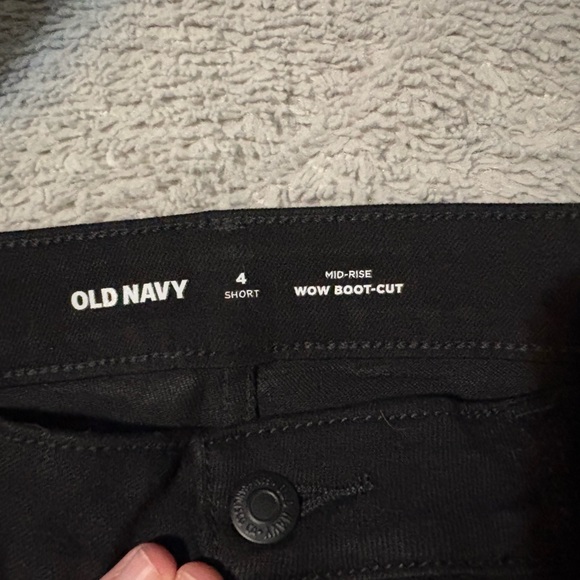 OLD NAVY
4
SHORT
MID-RISE
WOW BOOT-CUT